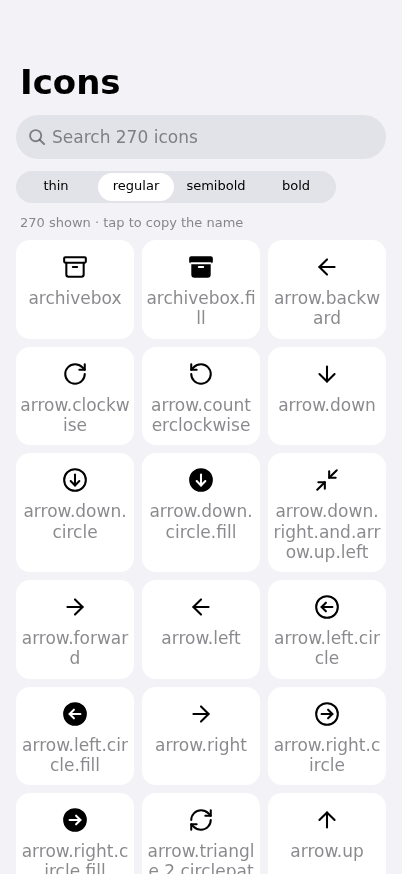 Icons
Search 270 icons
thin regular semibold bold
270 shown · tap to copy the name
archivebox
archivebox.fi
ll
arrow.backw
ard
arrow.clockw
ise
arrow.count
erclockwise
arrow.down
arrow.down.
circle
arrow.down.
circle.fill
arrow.down.
right.and.arr
ow.up.left
arrow.forwar
d
arrow.left
arrow.left.cir
cle
arrow.left.cir
cle.fill
arrow.right
arrow.right.c
ircle
arrow.right.c
ircle.fill
arrow.triangl
e.2.circlepat
arrow.up